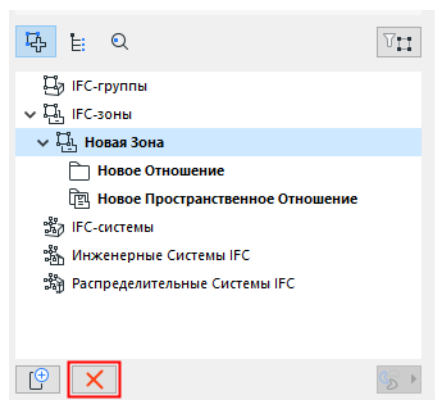 IFC-группы
IFC-зоны
Новая Зона
Новое Отношение
Новое Пространственное Отношение
IFC-системы
Инженерные Системы IFC
Распределительные Системы IFC